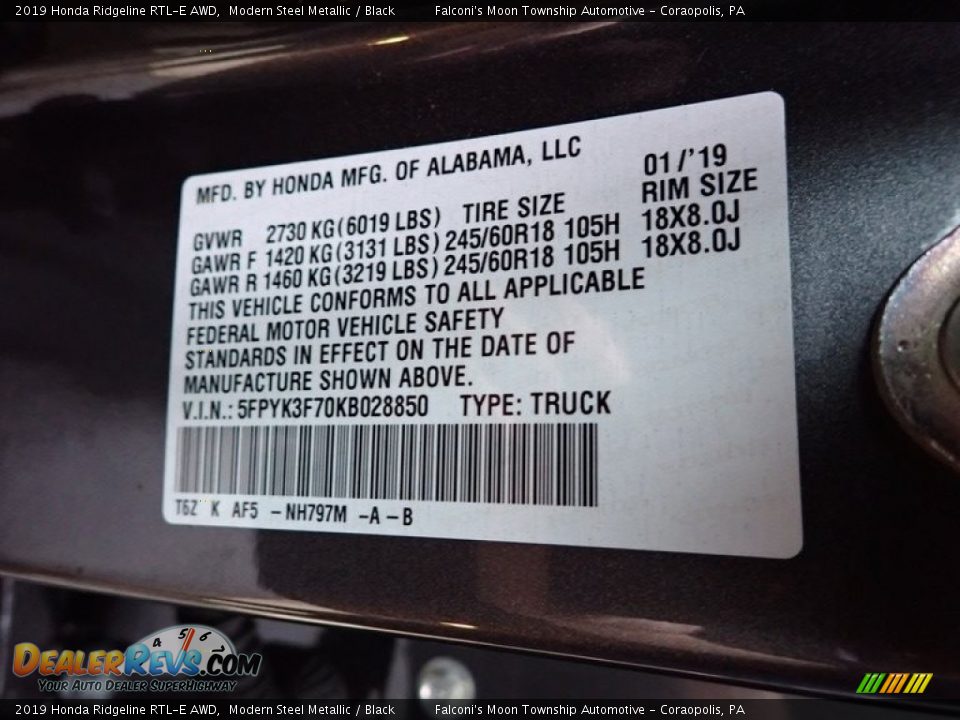 2019 Honda Ridgeline RTL-E AWD, Modern Steel Metallic / Black Falconi's Moon Township Automotive - Coraopolis, PA
MFD. BY HONDA MFG. OF ALABAMA, LLC 01/'19
GVWR 2730 KG(6019 LBS) TIRE SIZE RIM SIZE
GAWR F 1420 KG(3131 LBS) 245/60R18 105H 18X8.0J
GAWR R 1460 KG(3219 LBS) 245/60R18 105H 18X8.0J
THIS VEHICLE CONFORMS TO ALL APPLICABLE
FEDERAL MOTOR VEHICLE SAFETY
STANDARDS IN EFFECT ON THE DATE OF
MANUFACTURE SHOWN ABOVE.
V.I.N.: 5FPYK3F70KB028850 TYPE: TRUCK
T6Z K AF5 -NH797M -A-B
4 5 6
DEALERREVS.COM
YOUR AUTO DEALER SUPERHIGHWAY
2019 Honda Ridgeline RTL-E AWD, Modern Steel Metallic / Black Falconi's Moon Township Automotive - Coraopolis, PA